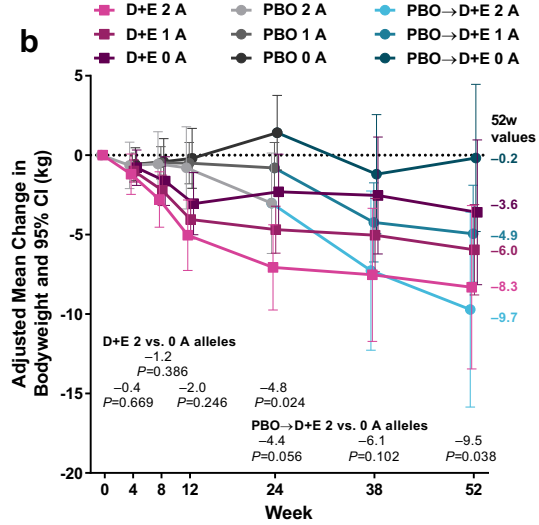 b
D+E 2 A PBO 2 A PBO→D+E 2 A
D+E 1 A PBO 1 A PBO→D+E 1 A
D+E 0 A PBO 0 A PBO→D+E 0 A
Adjusted Mean Change in
Bodyweight and 95% CI (kg)
5
0
−5
−10
-15
−20
52w
values
−0.2
−3.6
−4.9
−6.0
−8.3
−9.7
D+E 2 vs. 0 A alleles
−1.2
P=0.386
−0.4 −2.0 −4.8
P=0.669 P=0.246 P=0.024
PBO→D+E 2 vs. 0 A alleles
−4.4 −6.1 −9.5
P=0.056 P=0.102 P=0.038
0 4 8 12 24 38 52
Week